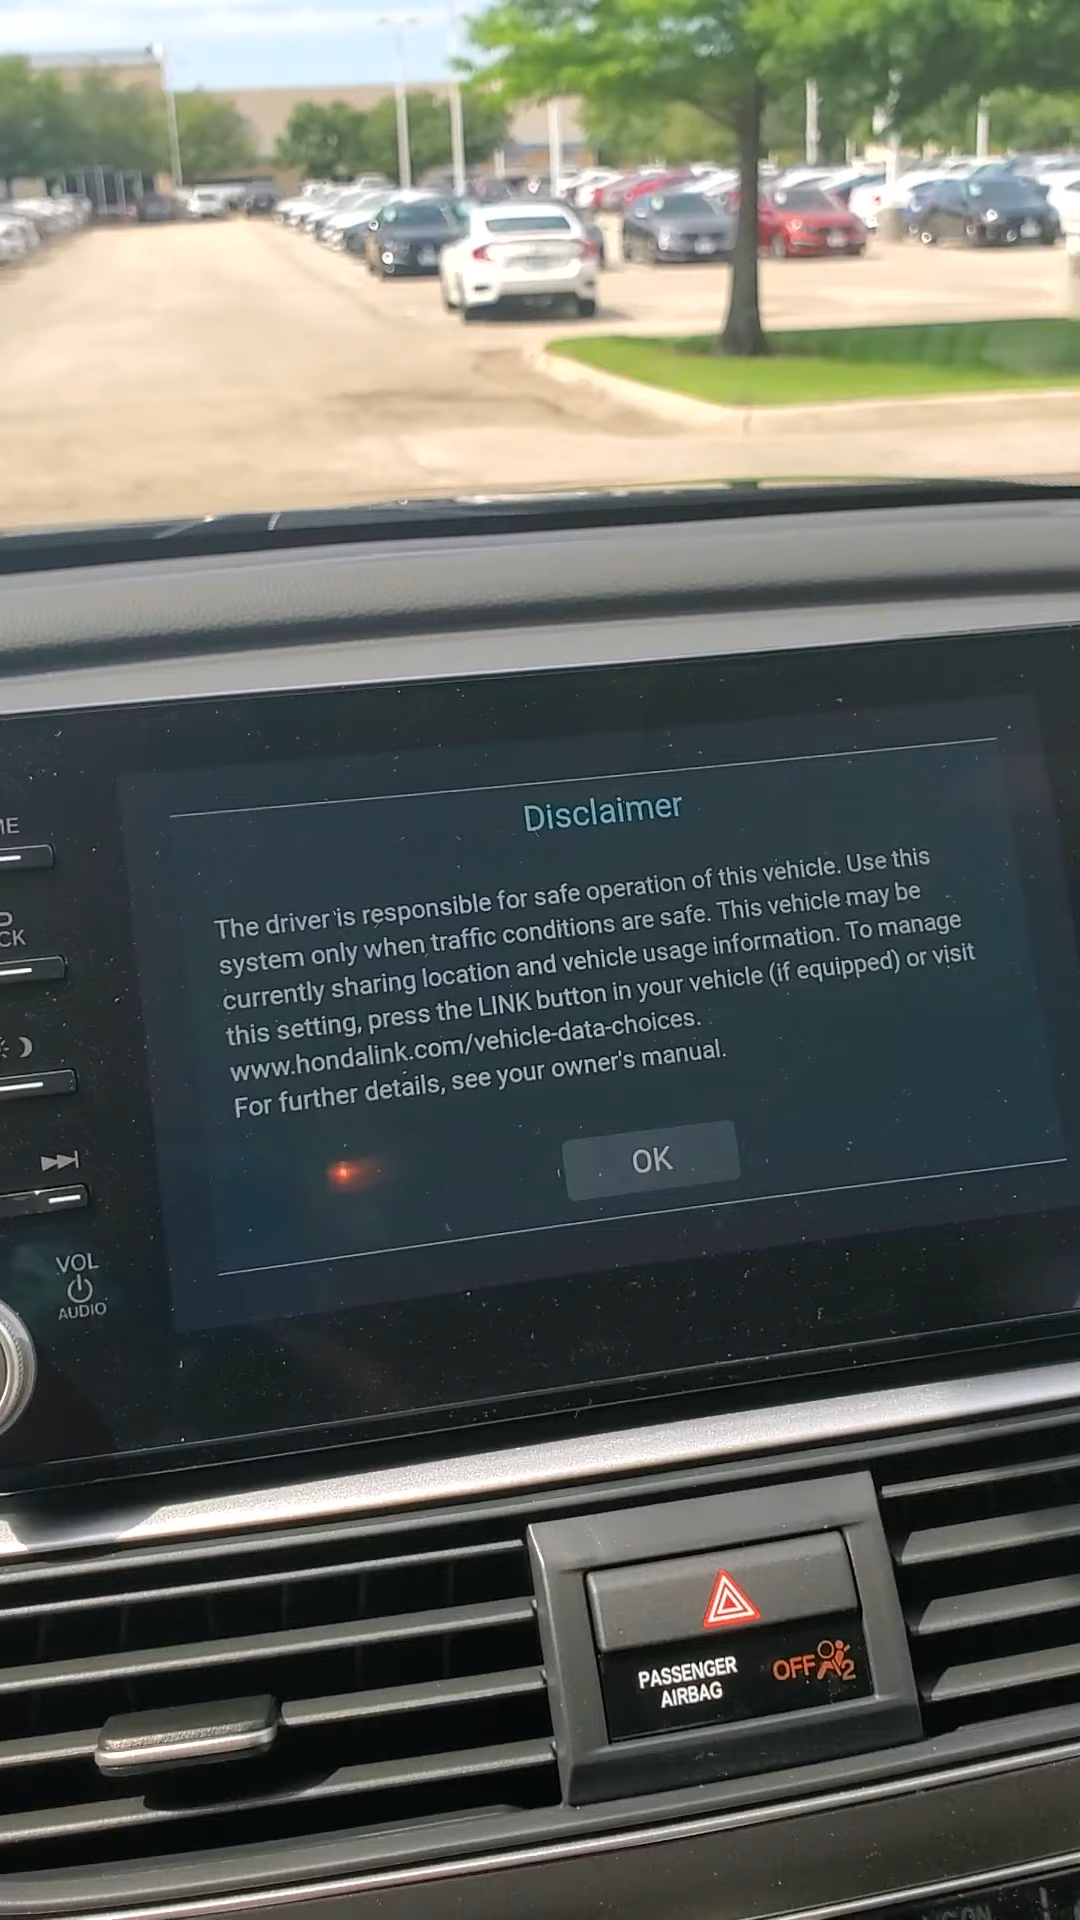 Disclaimer
The driver is responsible for safe operation of this vehicle. Use this
system only when traffic conditions are safe. This vehicle may be
currently sharing location and vehicle usage information. To manage
this setting, press the LINK button in your vehicle (if equipped) or visit
www.hondalink.com/vehicle-data-choices.
For further details, see your owner's manual.
OK
VOL
AUDIO
PASSENGER
AIRBAG
OFF
2